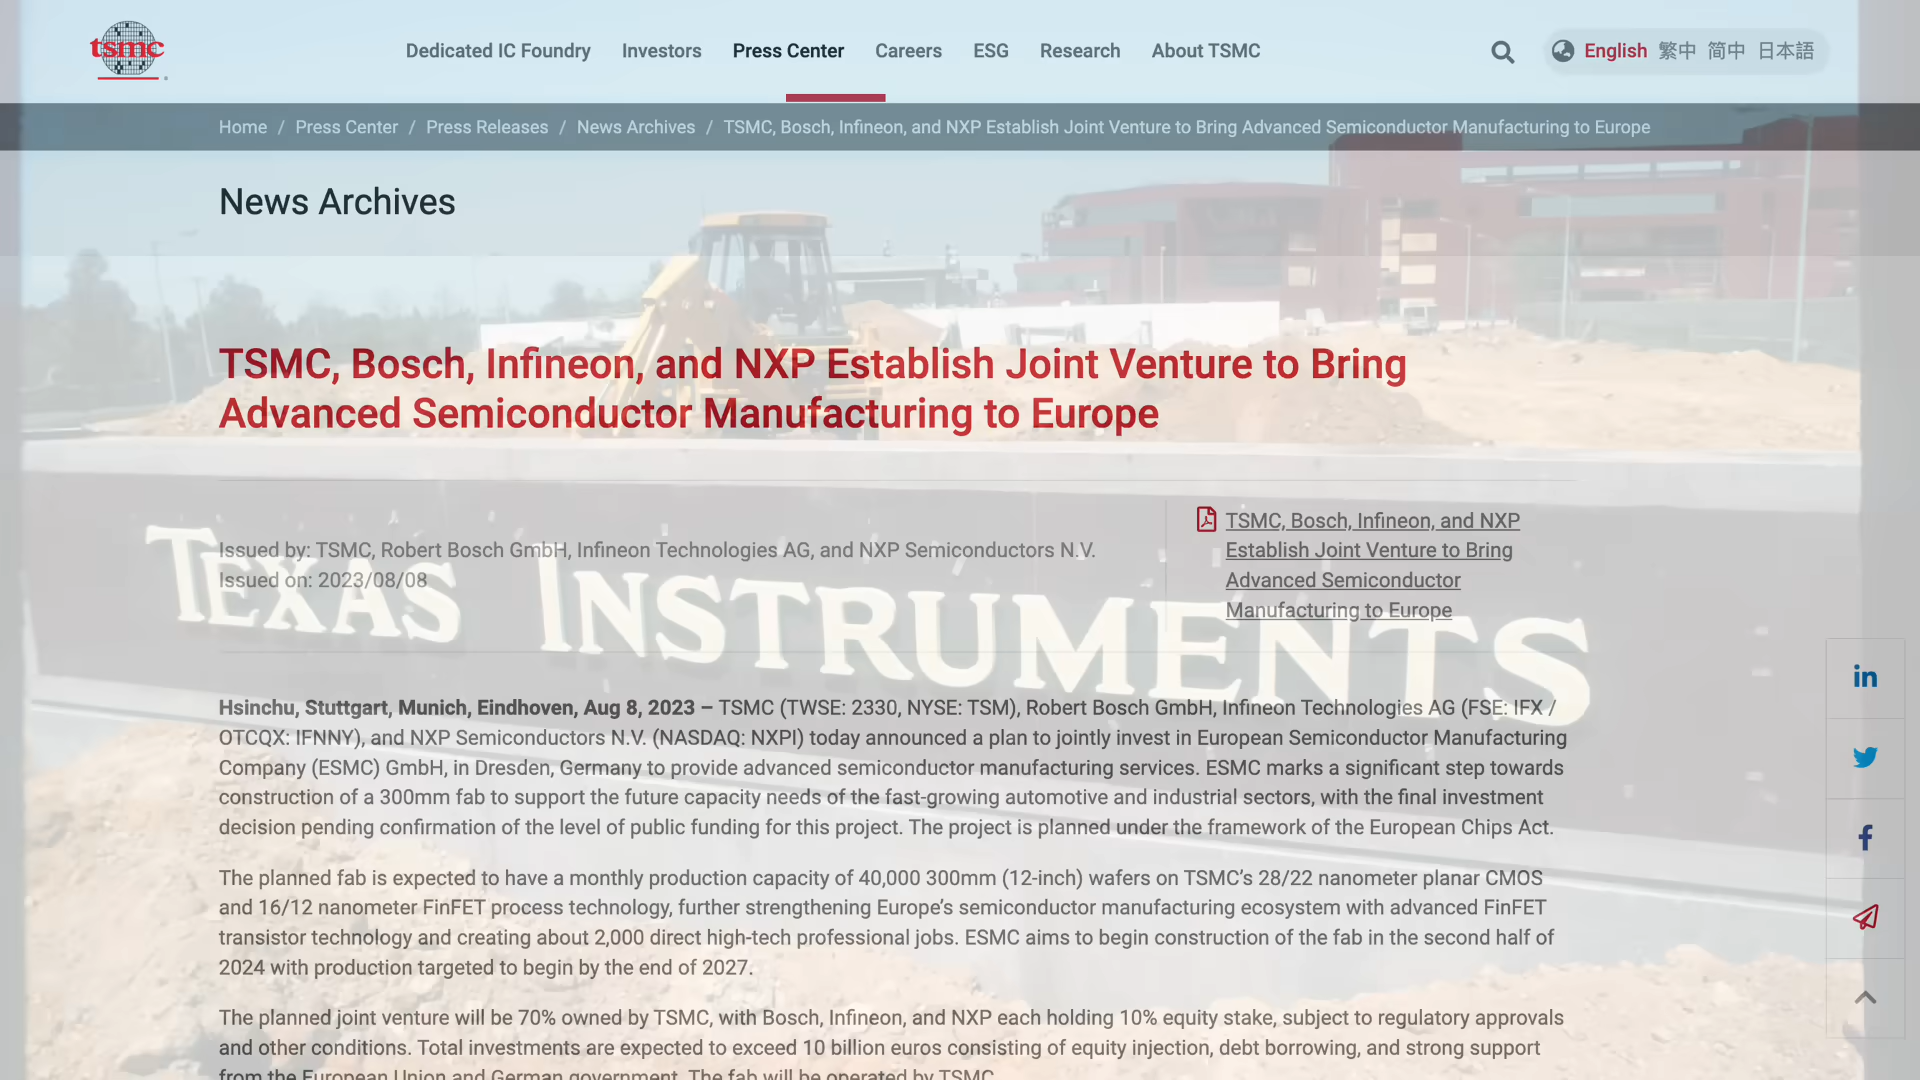 tsmc
Dedicated IC Foundry Investors Press Center Careers ESG Research About TSMC
English 繁中 简中 日本語
Home / Press Center / Press Releases / News Archives / TSMC, Bosch, Infineon, and NXP Establish Joint Venture to Bring Advanced Semiconductor Manufacturing to Europe
News Archives
TSMC, Bosch, Infineon, and NXP Establish Joint Venture to Bring
Advanced Semiconductor Manufacturing to Europe
Issued by: TSMC, Robert Bosch GmbH, Infineon Technologies AG, and NXP Semiconductors N.V.
Issued on: 2023/08/08
TSMC, Bosch, Infineon, and NXP
Establish Joint Venture to Bring
Advanced Semiconductor
Manufacturing to Europe
TEXAS INSTRUMENTS
Hsinchu, Stuttgart, Munich, Eindhoven, Aug 8, 2023 – TSMC (TWSE: 2330, NYSE: TSM), Robert Bosch GmbH, Infineon Technologies AG (FSE: IFX /
OTCQX: IFNNY), and NXP Semiconductors N.V. (NASDAQ: NXPI) today announced a plan to jointly invest in European Semiconductor Manufacturing
Company (ESMC) GmbH, in Dresden, Germany to provide advanced semiconductor manufacturing services. ESMC marks a significant step towards
construction of a 300mm fab to support the future capacity needs of the fast-growing automotive and industrial sectors, with the final investment
decision pending confirmation of the level of public funding for this project. The project is planned under the framework of the European Chips Act.
The planned fab is expected to have a monthly production capacity of 40,000 300mm (12-inch) wafers on TSMC’s 28/22 nanometer planar CMOS
and 16/12 nanometer FinFET process technology, further strengthening Europe’s semiconductor manufacturing ecosystem with advanced FinFET
transistor technology and creating about 2,000 direct high-tech professional jobs. ESMC aims to begin construction of the fab in the second half of
2024 with production targeted to begin by the end of 2027.
The planned joint venture will be 70% owned by TSMC, with Bosch, Infineon, and NXP each holding 10% equity stake, subject to regulatory approvals
and other conditions. Total investments are expected to exceed 10 billion euros consisting of equity injection, debt borrowing, and strong support
from the European Union and German government. The fab will be operated by TSMC.